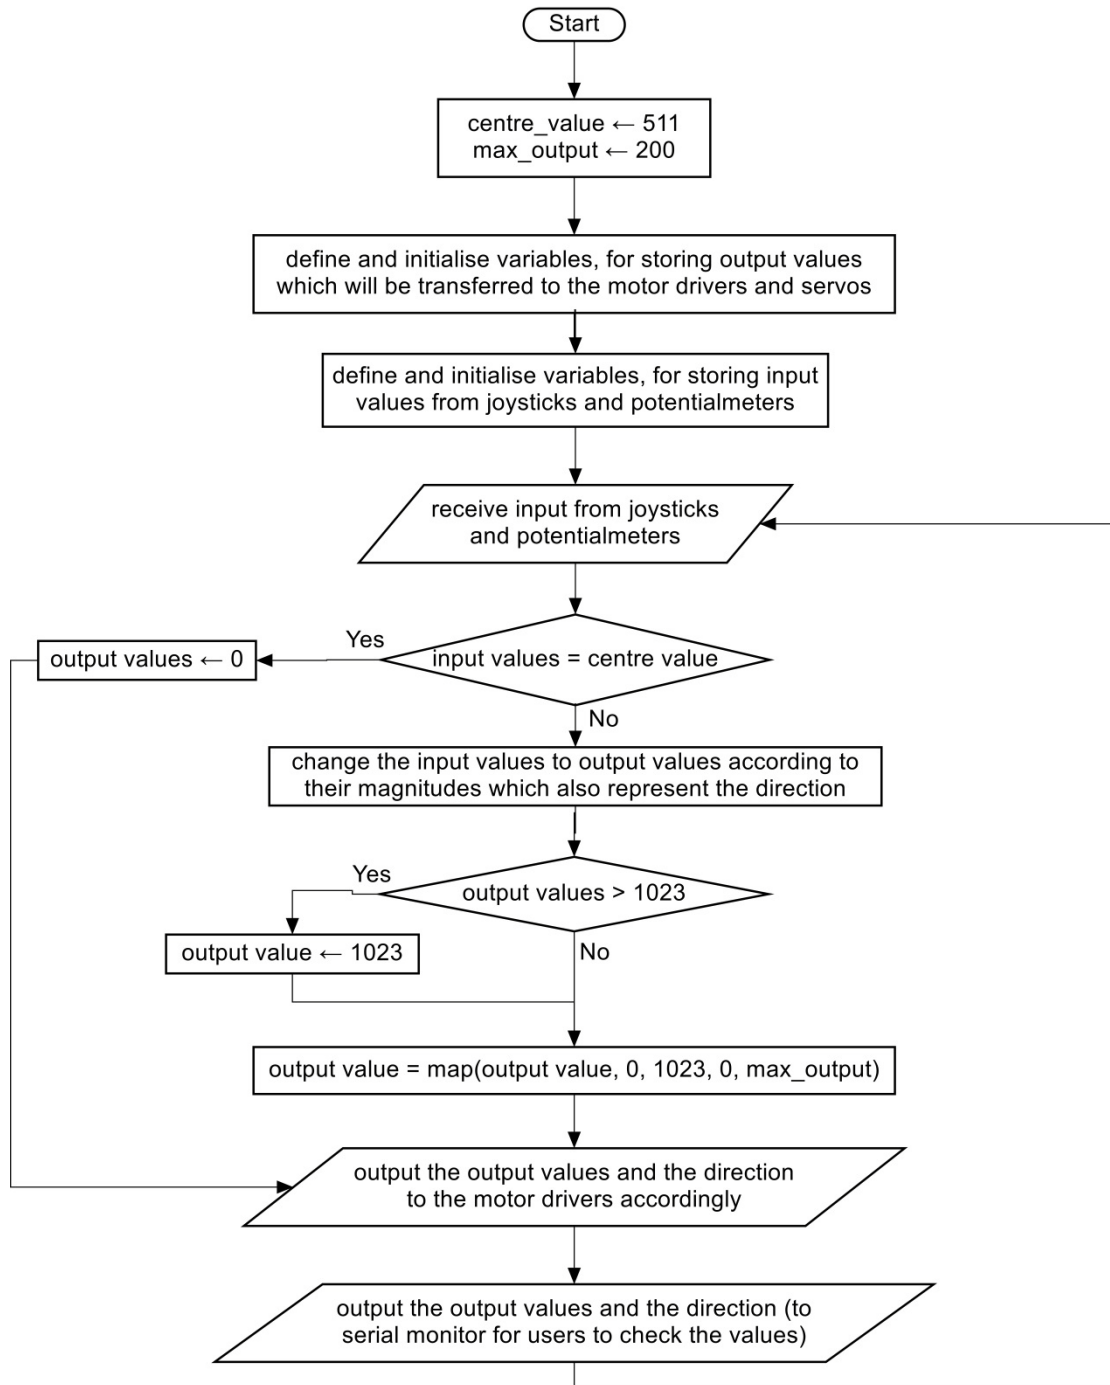 Start
centre_value ← 511
max_output ← 200
define and initialise variables, for storing output values
which will be transferred to the motor drivers and servos
define and initialise variables, for storing input
values from joysticks and potentialmeters
receive input from joysticks
and potentialmeters
Yes
output values ← 0
input values = centre value
No
change the input values to output values according to
their magnitudes which also represent the direction
Yes
output values > 1023
output value ← 1023
No
output value = map(output value, 0, 1023, 0, max_output)
output the output values and the direction
to the motor drivers accordingly
output the output values and the direction (to
serial monitor for users to check the values)